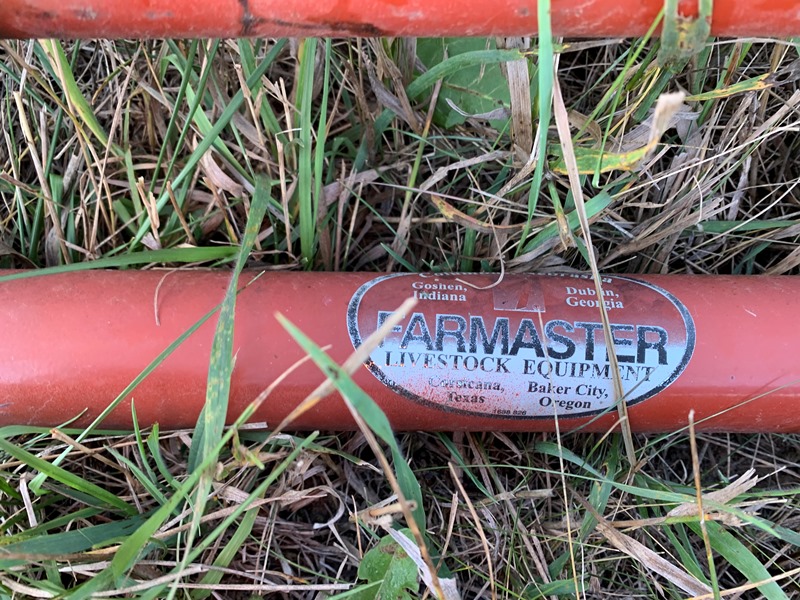 Goshen, Indiana
Dublin, Georgia
FARMASTER
LIVESTOCK EQUIPMENT
Corsicana, Texas
Baker City, Oregon